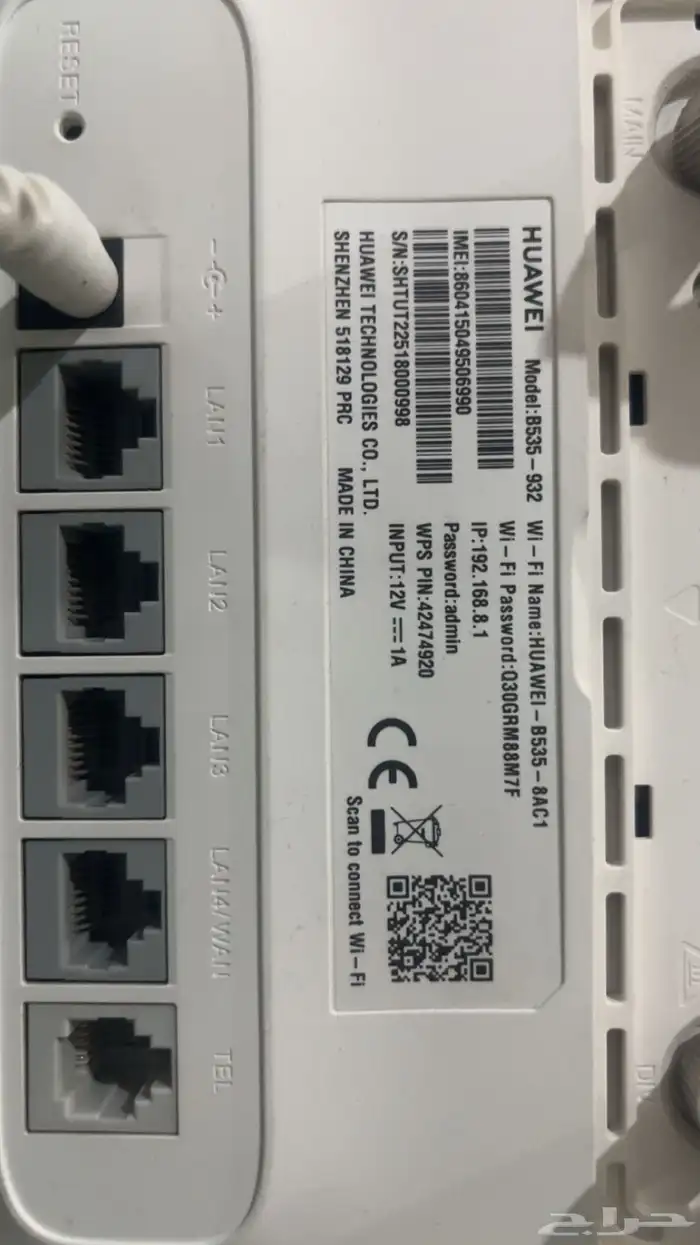 RESET
LAN1
LAN2
LAN3
LAN4/WAN
TEL
MAIN
HUAWEI Model:B535-932 Wi-Fi Name:HUAWEI-B535-8AC1
Wi-Fi Password:Q30GRM88M7F
IP:192.168.8.1
IMEI:860415049506990
Password:admin
WPS PIN:42474920
S/N:SHTUT22518000998
INPUT:12V ⎓ 1A
HUAWEI TECHNOLOGIES CO., LTD.
SHENZHEN 518129 PRC MADE IN CHINA
CE
Scan to connect Wi-Fi
حراج